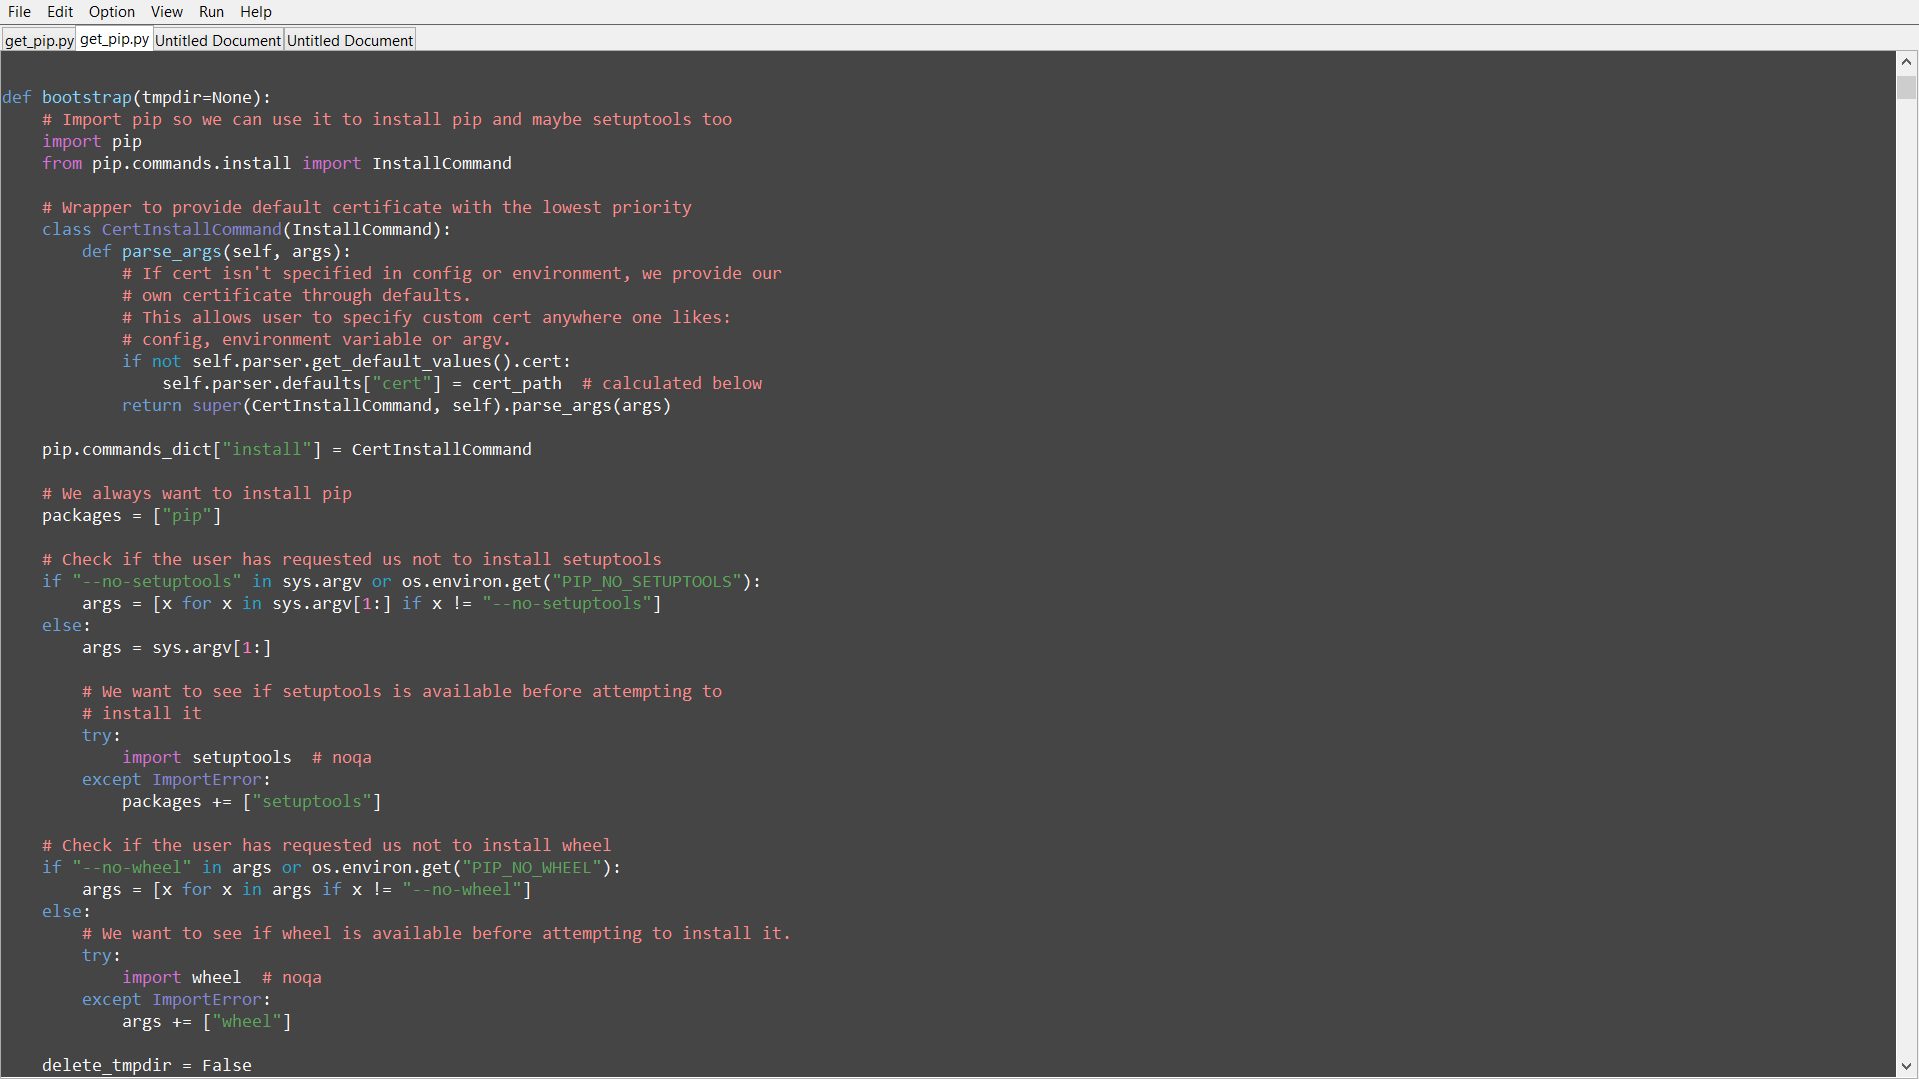 File Edit Option View Run Help
get_pip.py get_pip.py Untitled Document Untitled Document
def bootstrap(tmpdir=None):
    # Import pip so we can use it to install pip and maybe setuptools too
    import pip
    from pip.commands.install import InstallCommand

    # Wrapper to provide default certificate with the lowest priority
    class CertInstallCommand(InstallCommand):
        def parse_args(self, args):
            # If cert isn't specified in config or environment, we provide our
            # own certificate through defaults.
            # This allows user to specify custom cert anywhere one likes:
            # config, environment variable or argv.
            if not self.parser.get_default_values().cert:
                self.parser.defaults["cert"] = cert_path  # calculated below
            return super(CertInstallCommand, self).parse_args(args)

    pip.commands_dict["install"] = CertInstallCommand

    # We always want to install pip
    packages = ["pip"]

    # Check if the user has requested us not to install setuptools
    if "--no-setuptools" in sys.argv or os.environ.get("PIP_NO_SETUPTOOLS"):
        args = [x for x in sys.argv[1:] if x != "--no-setuptools"]
    else:
        args = sys.argv[1:]

        # We want to see if setuptools is available before attempting to
        # install it
        try:
            import setuptools  # noqa
        except ImportError:
            packages += ["setuptools"]

    # Check if the user has requested us not to install wheel
    if "--no-wheel" in args or os.environ.get("PIP_NO_WHEEL"):
        args = [x for x in args if x != "--no-wheel"]
    else:
        # We want to see if wheel is available before attempting to install it.
        try:
            import wheel  # noqa
        except ImportError:
            args += ["wheel"]

    delete_tmpdir = False